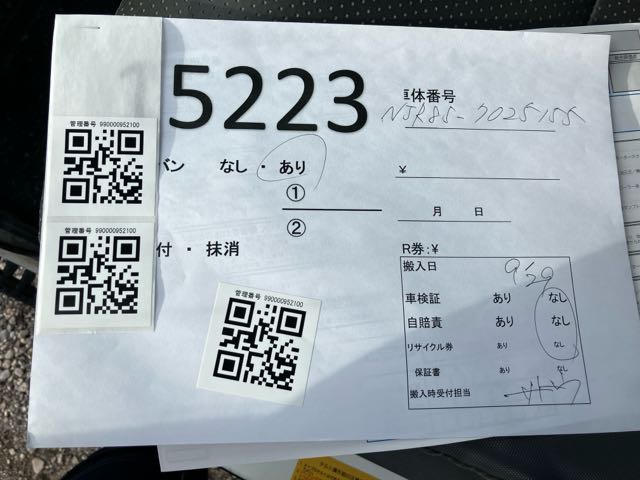 5223
車体番号
NJR85-7025155
管理番号 990000952100
バン なし ・ あり
¥
①
②
月 日
管理番号 990000952100
付 ・ 抹消
R券:¥
搬入日 9/29
車検証 あり なし
自賠責 あり なし
リサイクル券 あり なし
保証書 あり なし
搬入時受付担当
管理番号 990000952100